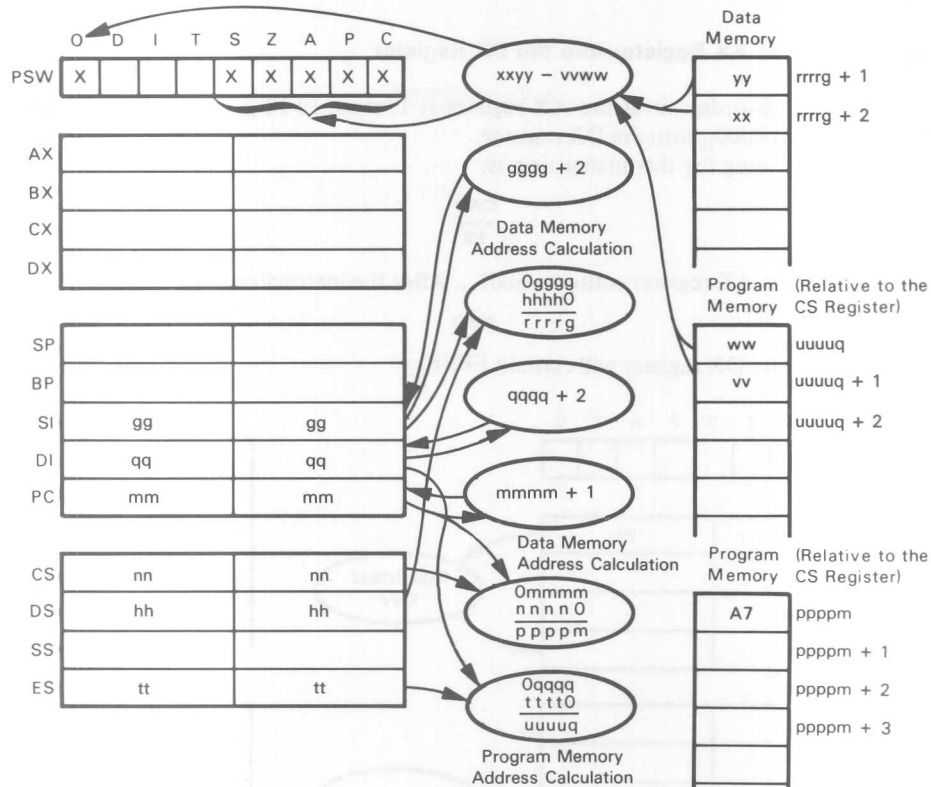 O D I T S Z A P C
PSW X X X X X X
xxyy - vvww
Data
Memory
yy rrrrg + 1
xx rrrrg + 2
AX
BX
CX
DX
gggg + 2
Data Memory
Address Calculation
0gggg
hhhh0
rrrrg
Program
Memory
(Relative to the
CS Register)
ww uuuuq
vv uuuuq + 1
uuuuq + 2
SP
BP
SI gg gg
DI qq qq
PC mm mm
qqqq + 2
mmmm + 1
Data Memory
Address Calculation
0mmmm
nnnn0
ppppm
CS nn nn
DS hh hh
SS
ES tt tt
0qqqq
tttt0
uuuuq
Program Memory
Address Calculation
Program
Memory
(Relative to the
CS Register)
A7 ppppm
ppppm + 1
ppppm + 2
ppppm + 3